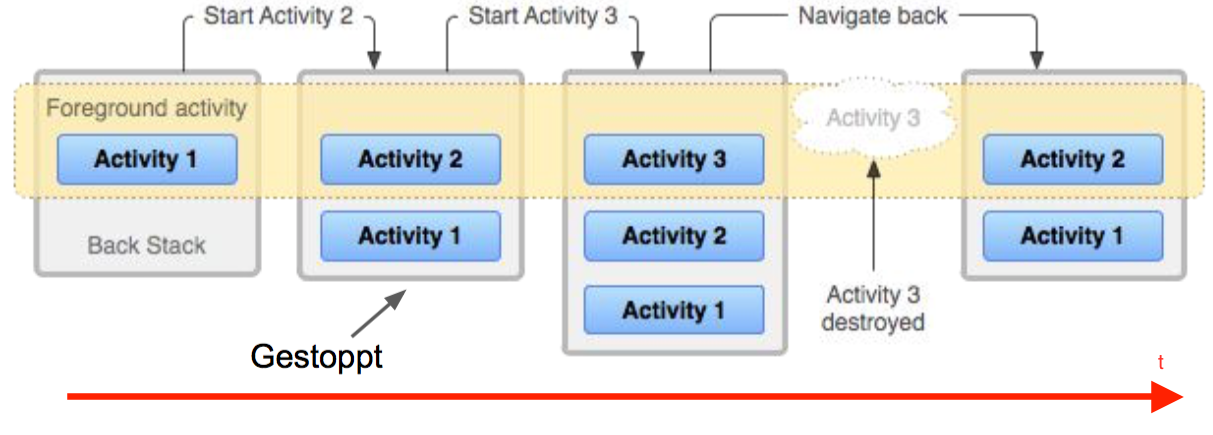 Start Activity 2
Start Activity 3
Navigate back
Foreground activity
Activity 1
Activity 2
Activity 3
Activity 3
Activity 2
Back Stack
Activity 1
Activity 2
Activity 1
Activity 1
Activity 3
destroyed
Gestoppt
t